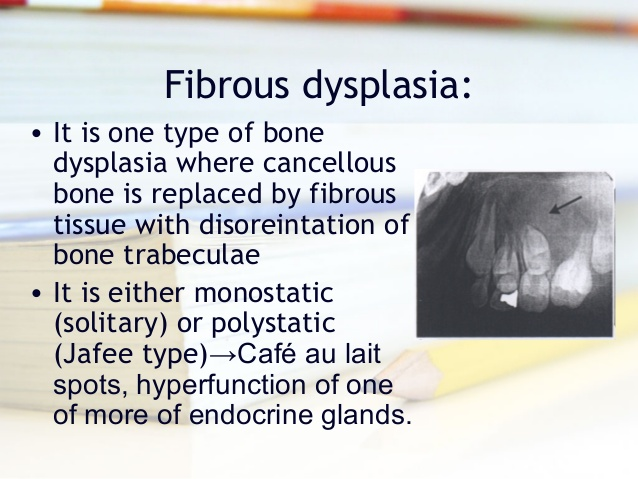 Fibrous dysplasia:
• It is one type of bone
dysplasia where cancellous
bone is replaced by fibrous
tissue with disoreintation of
bone trabeculae
• It is either monostatic
(solitary) or polystatic
(Jafee type)→Café au lait
spots, hyperfunction of one
of more of endocrine glands.